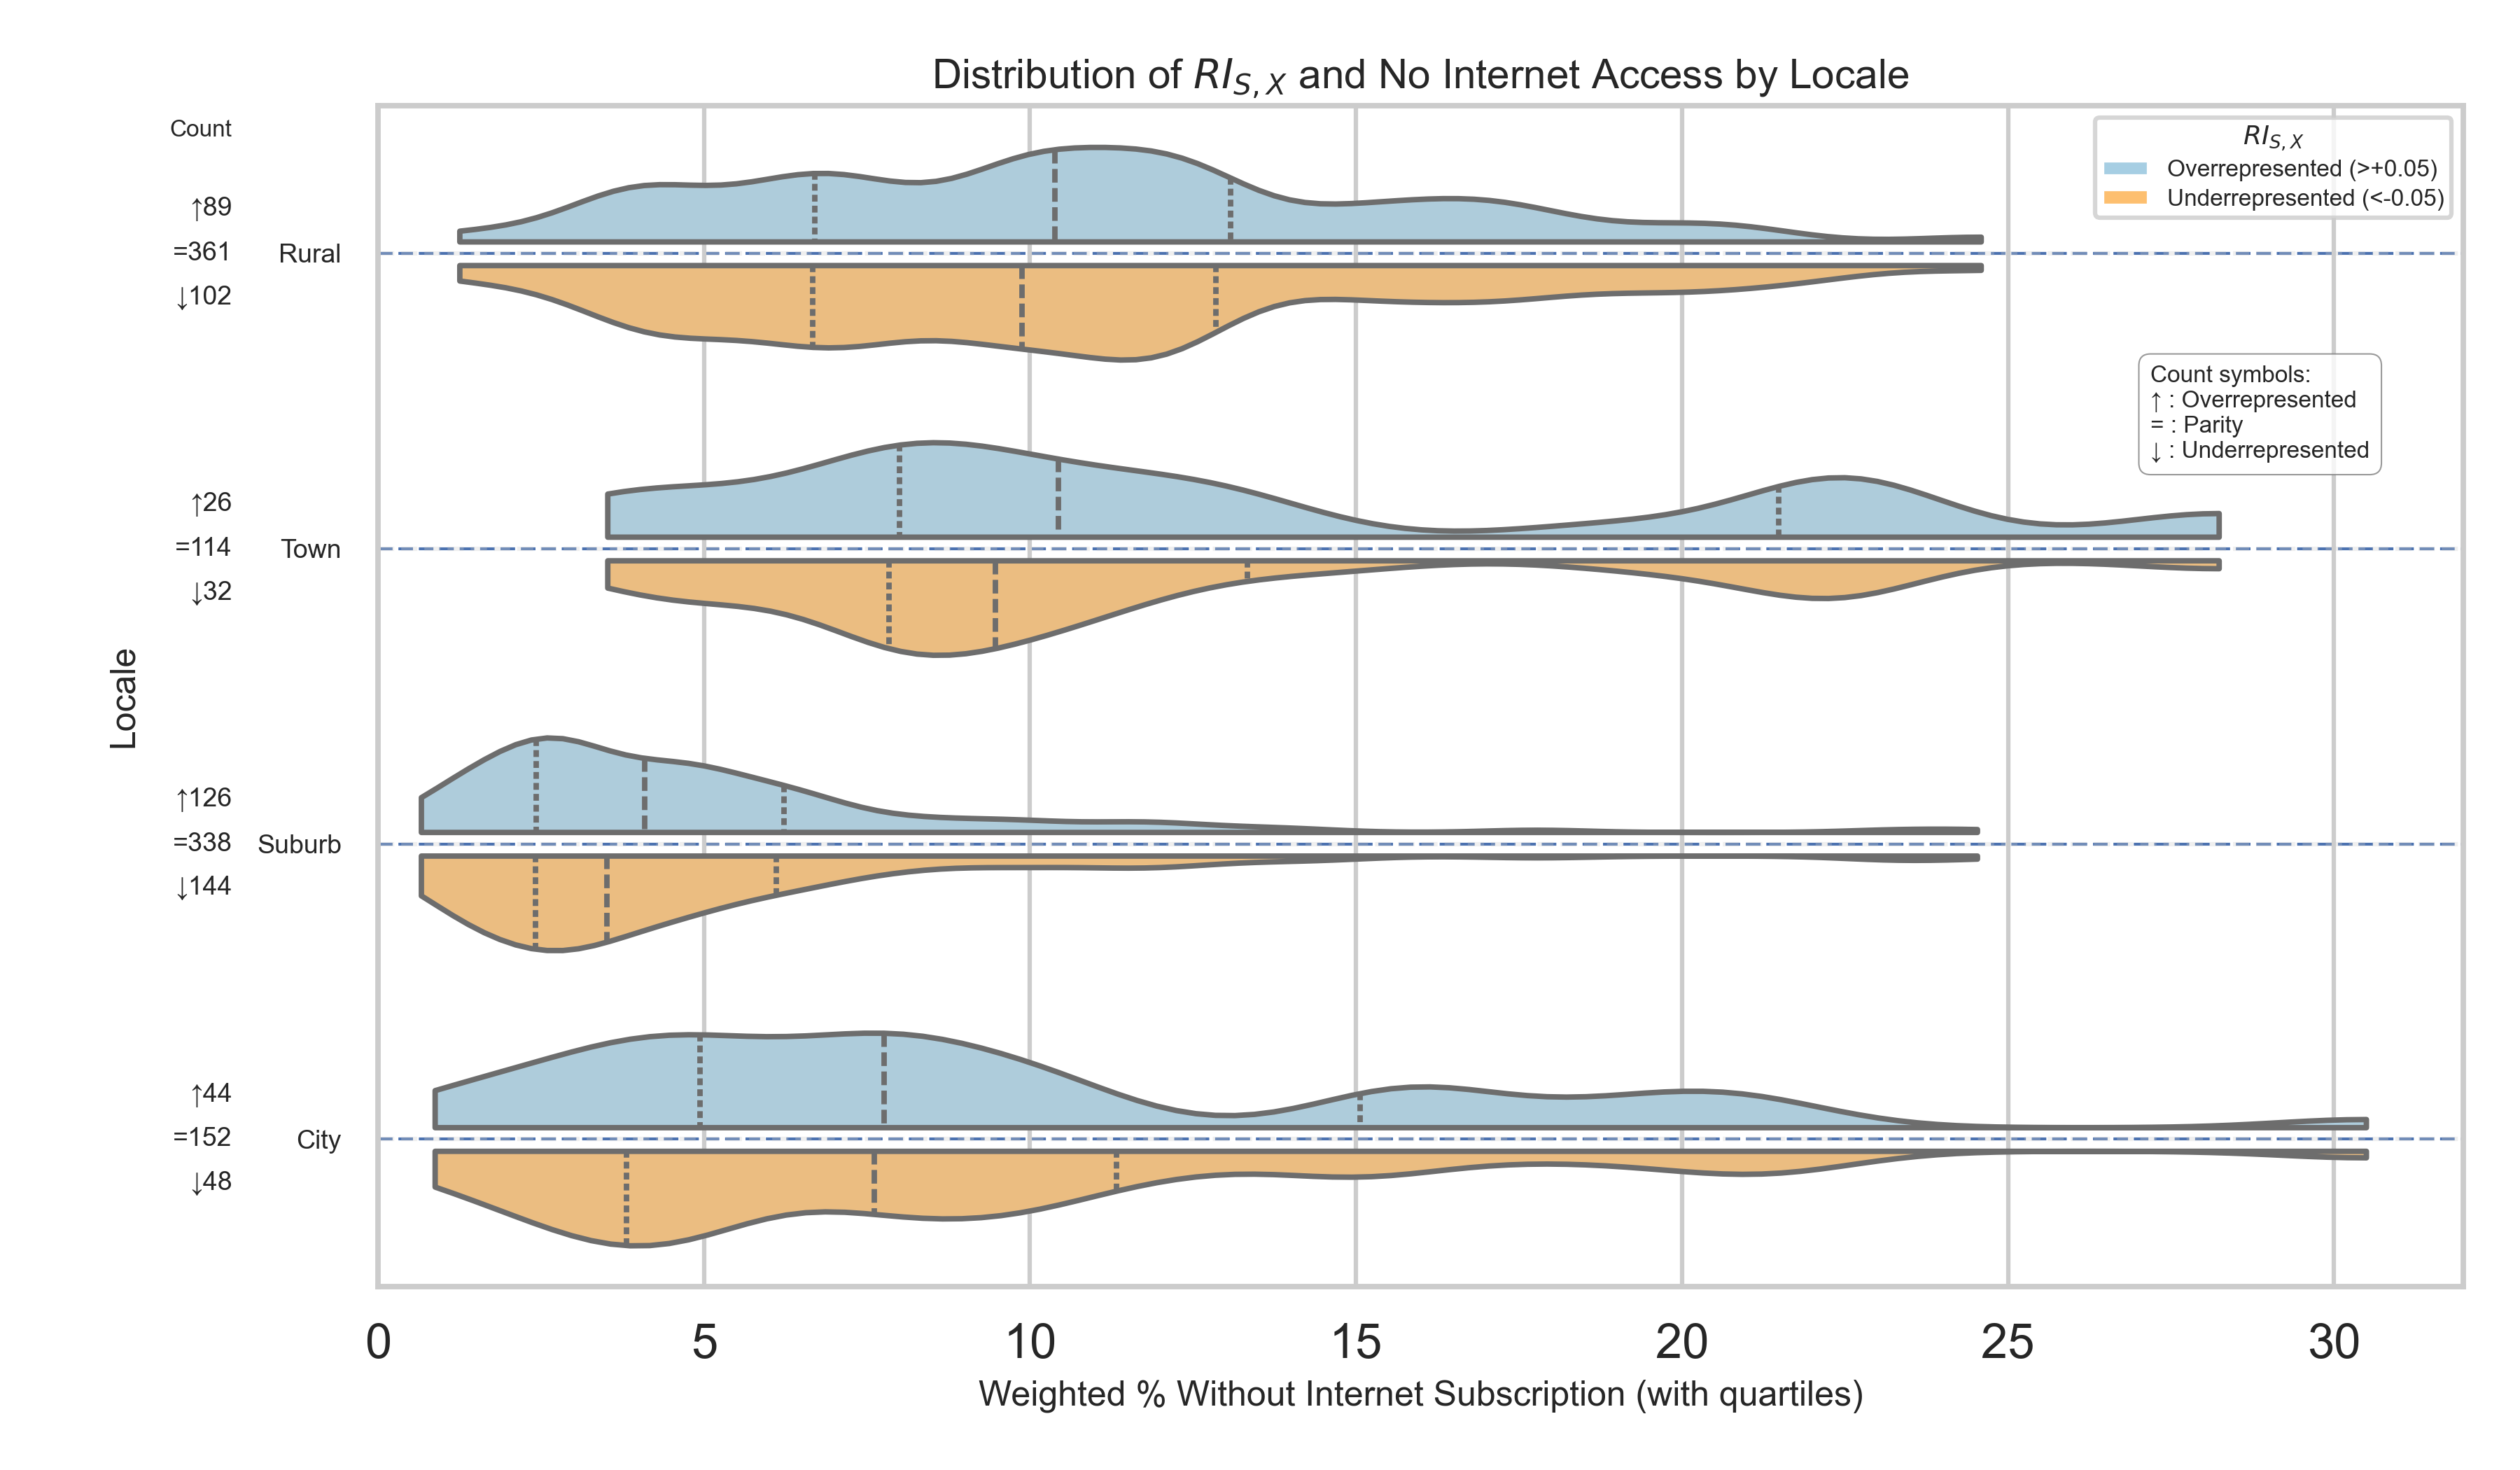 Distribution of RI_{S,X} and No Internet Access by Locale
Count
RI_{S,X}
Overrepresented (>+0.05)
Underrepresented (<-0.05)
↑89
=361
Rural
↓102
Count symbols:
↑ : Overrepresented
= : Parity
↓ : Underrepresented
↑26
=114
Town
↓32
Locale
↑126
=338
Suburb
↓144
↑44
=152
City
↓48
0 5 10 15 20 25 30
Weighted % Without Internet Subscription (with quartiles)